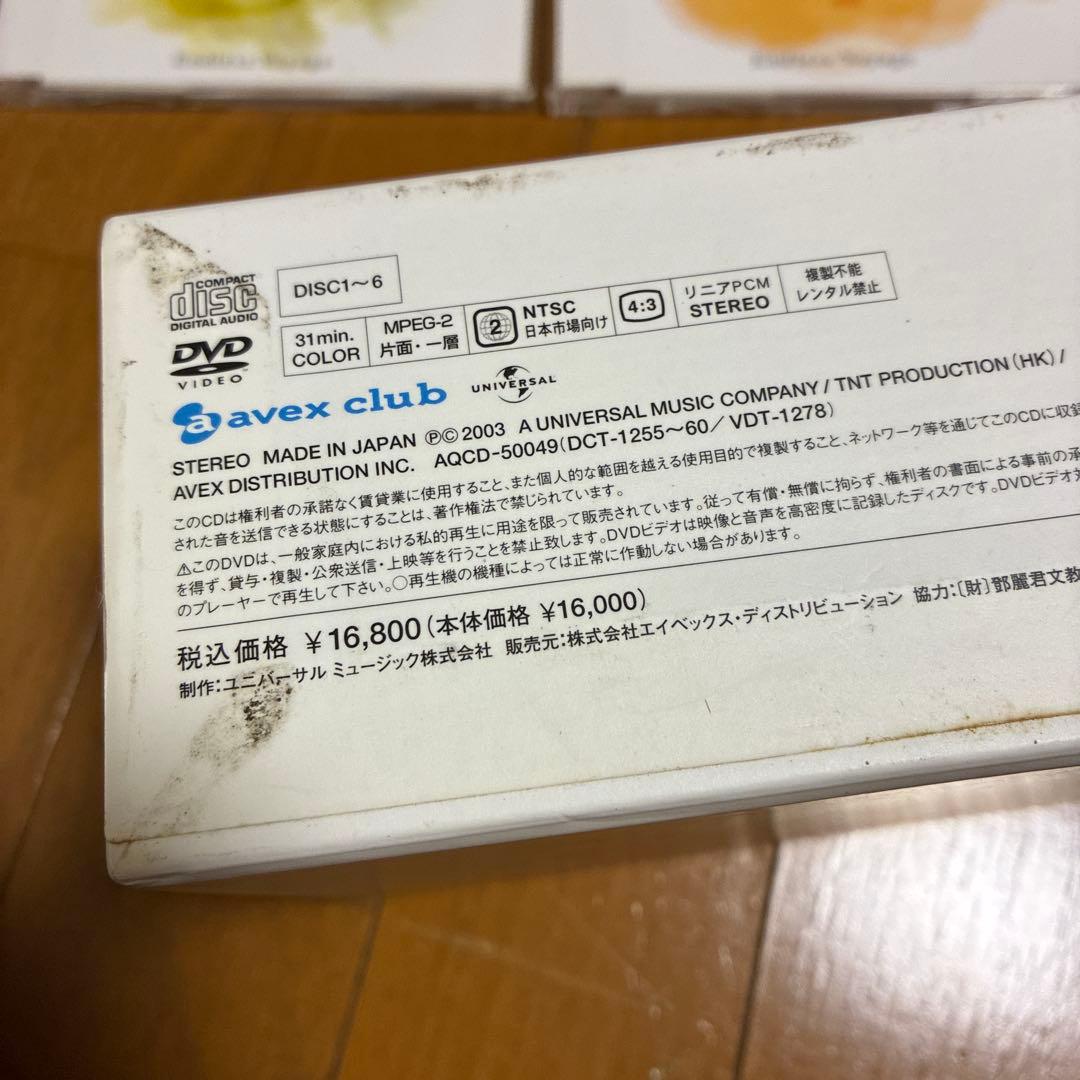 COMPACT
disc
DIGITAL AUDIO
DISC1〜6
DVD
VIDEO
31min.
COLOR
MPEG-2
片面・一層
2
NTSC
日本市場向け
4:3
リニアPCM
STEREO
複製不能
レンタル禁止
a avex club
UNIVERSAL
STEREO MADE IN JAPAN ℗© 2003 A UNIVERSAL MUSIC COMPANY / TNT PRODUCTION (HK) /
AVEX DISTRIBUTION INC. AQCD-50049(DCT-1255〜60／VDT-1278)
このCDは権利者の承諾なく賃貸業に使用すること、また個人的な範囲を越える使用目的で複製すること、ネットワーク等を通じてこのCDに収録
された音を送信できる状態にすることは、著作権法で禁じられています。
⚠このDVDは、一般家庭内における私的再生に用途を限って販売されています。従って有償・無償に拘らず、権利者の書面による事前の承
を得ず、貸与・複製・公衆送信・上映等を行うことを禁止致します。DVDビデオは映像と音声を高密度に記録したディスクです。DVDビデオ対
のプレーヤーで再生して下さい。○再生機の機種によっては正常に作動しない場合があります。
税込価格 ¥16,800(本体価格 ¥16,000)
制作:ユニバーサル ミュージック株式会社 販売元:株式会社エイベックス・ディストリビューション 協力:〔財〕鄧麗君文教